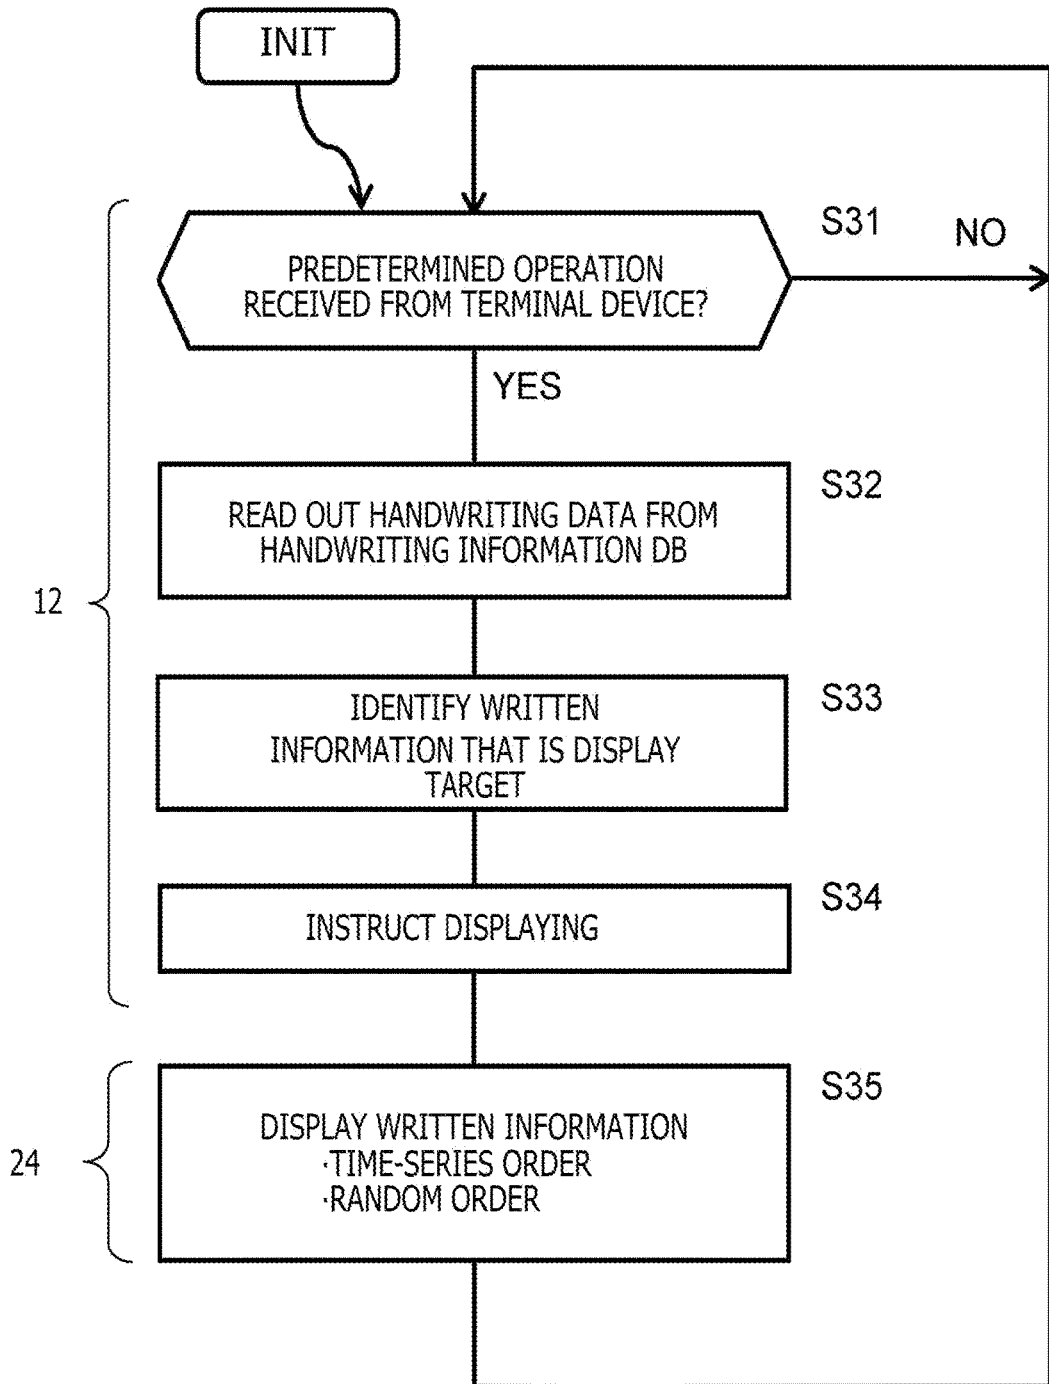 INIT
S31
NO
PREDETERMINED OPERATION
RECEIVED FROM TERMINAL DEVICE?
YES
S32
READ OUT HANDWRITING DATA FROM
HANDWRITING INFORMATION DB
12
S33
IDENTIFY WRITTEN
INFORMATION THAT IS DISPLAY
TARGET
S34
INSTRUCT DISPLAYING
S35
DISPLAY WRITTEN INFORMATION
·TIME-SERIES ORDER
·RANDOM ORDER
24